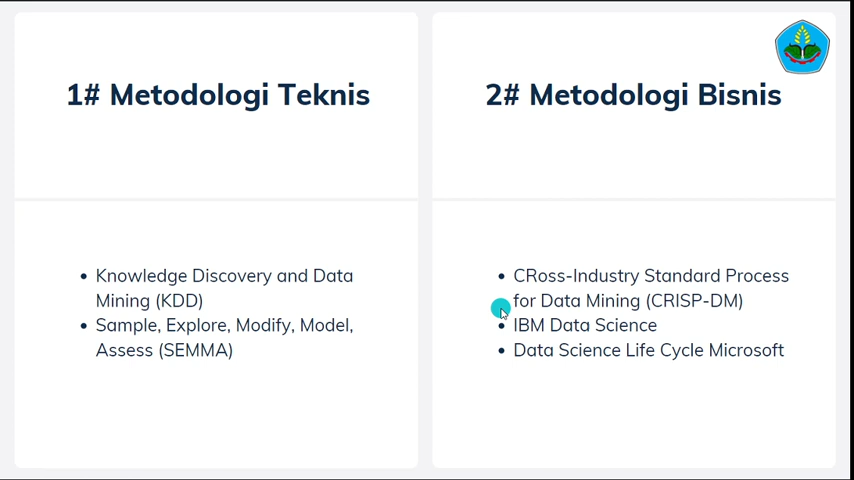 1# Metodologi Teknis
2# Metodologi Bisnis
• Knowledge Discovery and Data
Mining (KDD)
• Sample, Explore, Modify, Model,
Assess (SEMMA)
• CRoss-Industry Standard Process
for Data Mining (CRISP-DM)
• IBM Data Science
• Data Science Life Cycle Microsoft